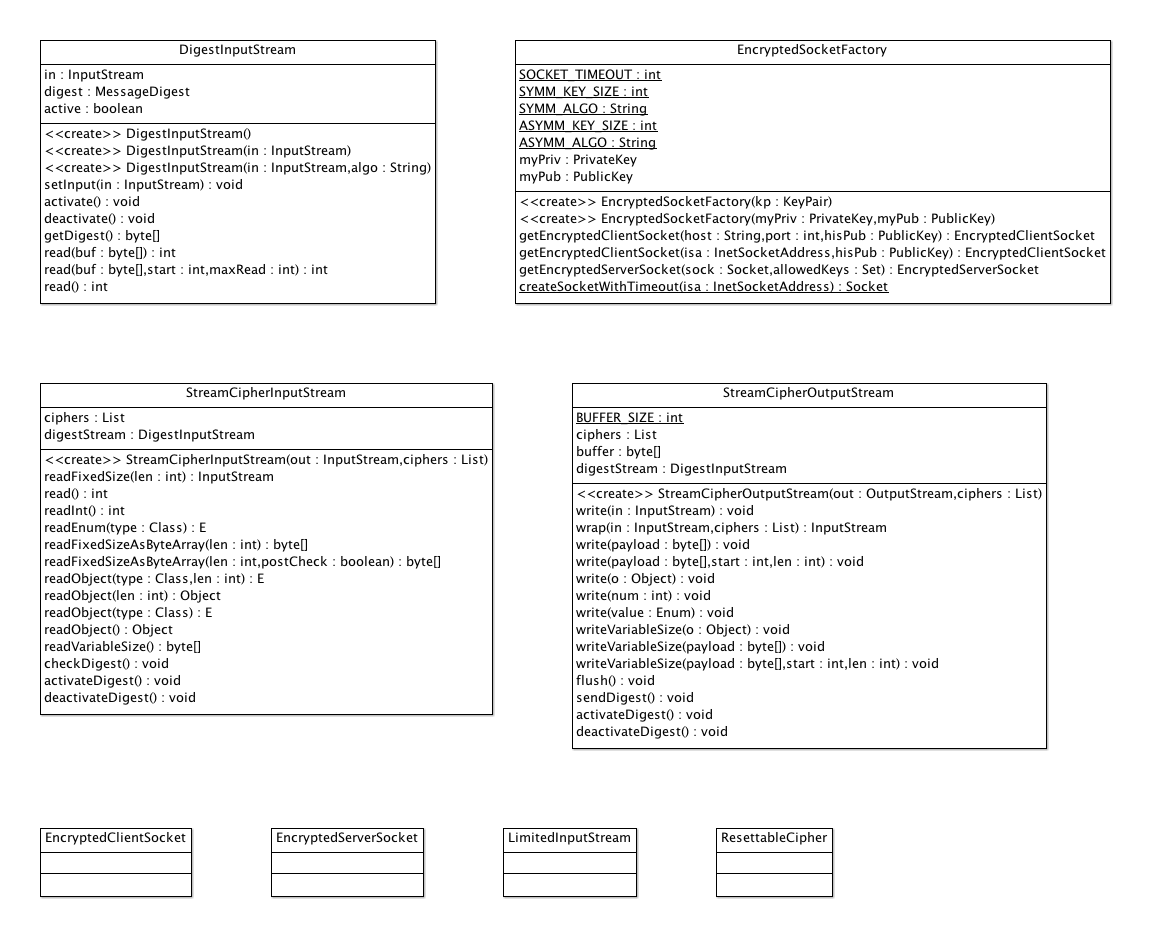 DigestInputStream
in : InputStream
digest : MessageDigest
active : boolean
<<create>> DigestInputStream()
<<create>> DigestInputStream(in : InputStream)
<<create>> DigestInputStream(in : InputStream,algo : String)
setInput(in : InputStream) : void
activate() : void
deactivate() : void
getDigest() : byte[]
read(buf : byte[]) : int
read(buf : byte[],start : int,maxRead : int) : int
read() : int
EncryptedSocketFactory
SOCKET_TIMEOUT : int
SYMM_KEY_SIZE : int
SYMM_ALGO : String
ASYMM_KEY_SIZE : int
ASYMM_ALGO : String
myPriv : PrivateKey
myPub : PublicKey
<<create>> EncryptedSocketFactory(kp : KeyPair)
<<create>> EncryptedSocketFactory(myPriv : PrivateKey,myPub : PublicKey)
getEncryptedClientSocket(host : String,port : int,hisPub : PublicKey) : EncryptedClientSocket
getEncryptedClientSocket(isa : InetSocketAddress,hisPub : PublicKey) : EncryptedClientSocket
getEncryptedServerSocket(sock : Socket,allowedKeys : Set) : EncryptedServerSocket
createSocketWithTimeout(isa : InetSocketAddress) : Socket
StreamCipherInputStream
ciphers : List
digestStream : DigestInputStream
<<create>> StreamCipherInputStream(out : InputStream,ciphers : List)
readFixedSize(len : int) : InputStream
read() : int
readInt() : int
readEnum(type : Class) : E
readFixedSizeAsByteArray(len : int) : byte[]
readFixedSizeAsByteArray(len : int,postCheck : boolean) : byte[]
readObject(type : Class,len : int) : E
readObject(len : int) : Object
readObject(type : Class) : E
readObject() : Object
readVariableSize() : byte[]
checkDigest() : void
activateDigest() : void
deactivateDigest() : void
StreamCipherOutputStream
BUFFER_SIZE : int
ciphers : List
buffer : byte[]
digestStream : DigestInputStream
<<create>> StreamCipherOutputStream(out : OutputStream,ciphers : List)
write(in : InputStream) : void
wrap(in : InputStream,ciphers : List) : InputStream
write(payload : byte[]) : void
write(payload : byte[],start : int,len : int) : void
write(o : Object) : void
write(num : int) : void
write(value : Enum) : void
writeVariableSize(o : Object) : void
writeVariableSize(payload : byte[]) : void
writeVariableSize(payload : byte[],start : int,len : int) : void
flush() : void
sendDigest() : void
activateDigest() : void
deactivateDigest() : void
EncryptedClientSocket
EncryptedServerSocket
LimitedInputStream
ResettableCipher